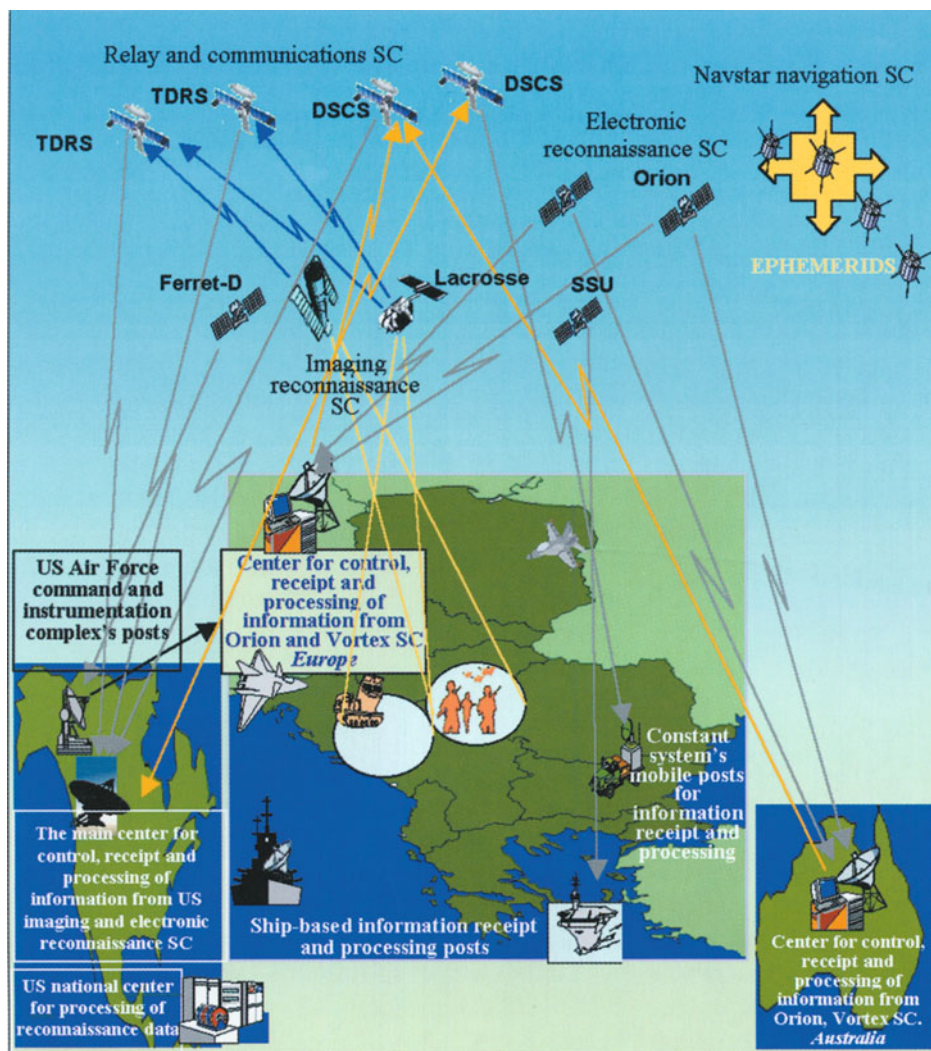 Relay and communications SC
TDRS
TDRS
DSCS
DSCS
Navstar navigation SC
Electronic
reconnaissance SC
Orion
EPHEMERIDS
Ferret-D
Lacrosse
SSU
Imaging
reconnaissance
SC
US Air Force
command and
instrumentation
complex's posts
Center for control,
receipt and
processing of
information from
Orion and Vortex SC
Europe
Constant
system's
mobile posts
for
information
receipt and
processing
The main center for
control, receipt and
processing of
information from US
imaging and electronic
reconnaissance SC
Ship-based information receipt
and processing posts
US national center
for processing of
reconnaissance data
Center for control,
receipt and
processing of
information from
Orion, Vortex SC.
Australia